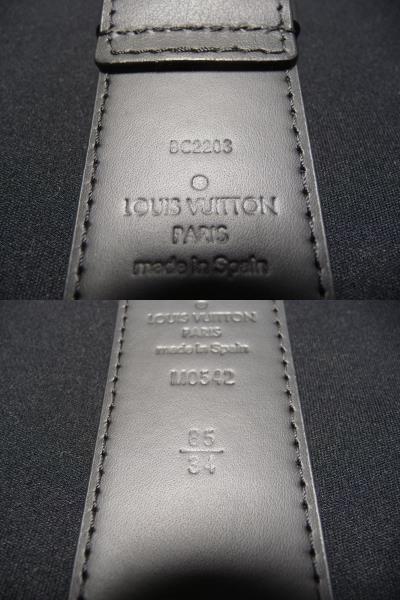 BC2203
LOUIS VUITTON
PARIS
made in Spain
LOUIS VUITTON
PARIS
made in Spain
M0542
85
34